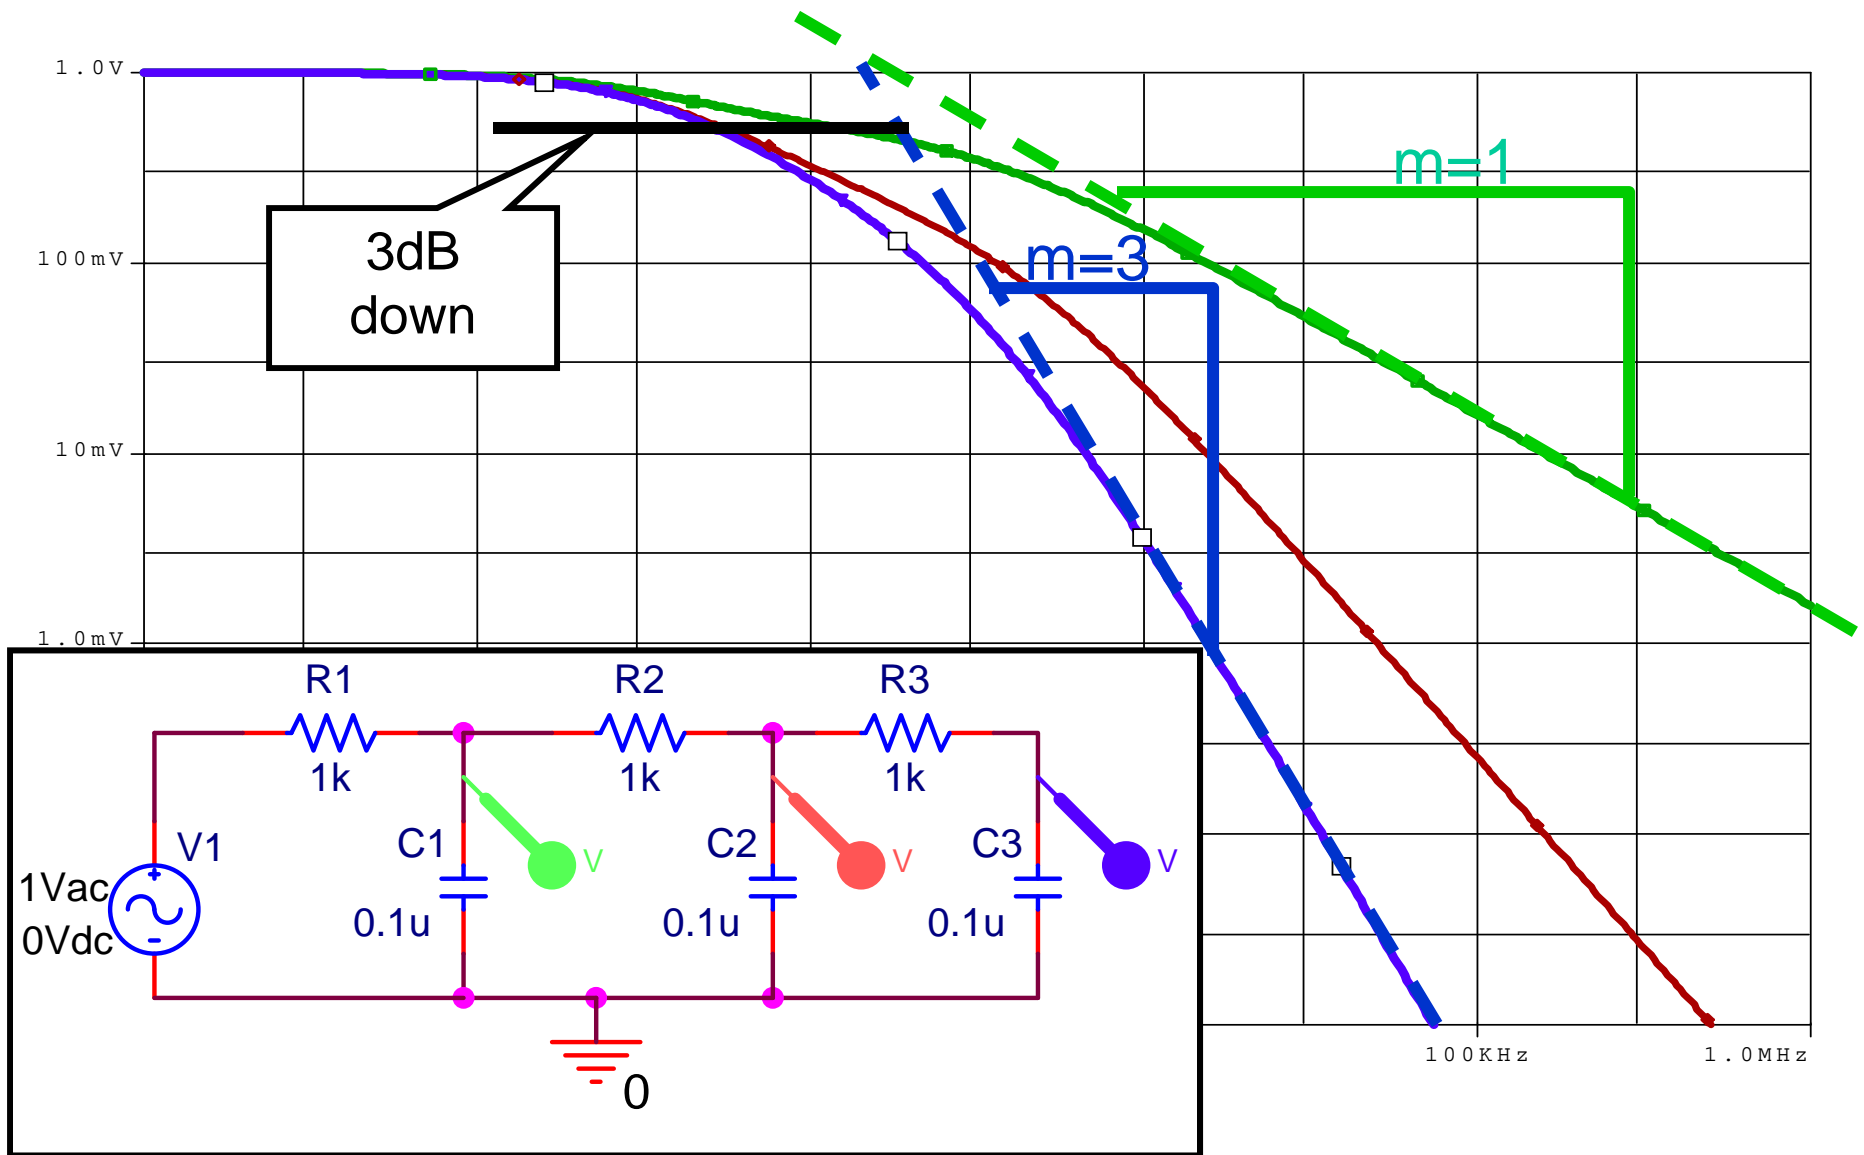 1.0V
m=1
3dB
down
100mV
m=3
10mV
1.0mV
R1
R2
R3
1k
1k
1k
V1
C1
V
C2
V
C3
V
1Vac
0Vdc
0.1u
0.1u
0.1u
0
100KHz
1.0MHz